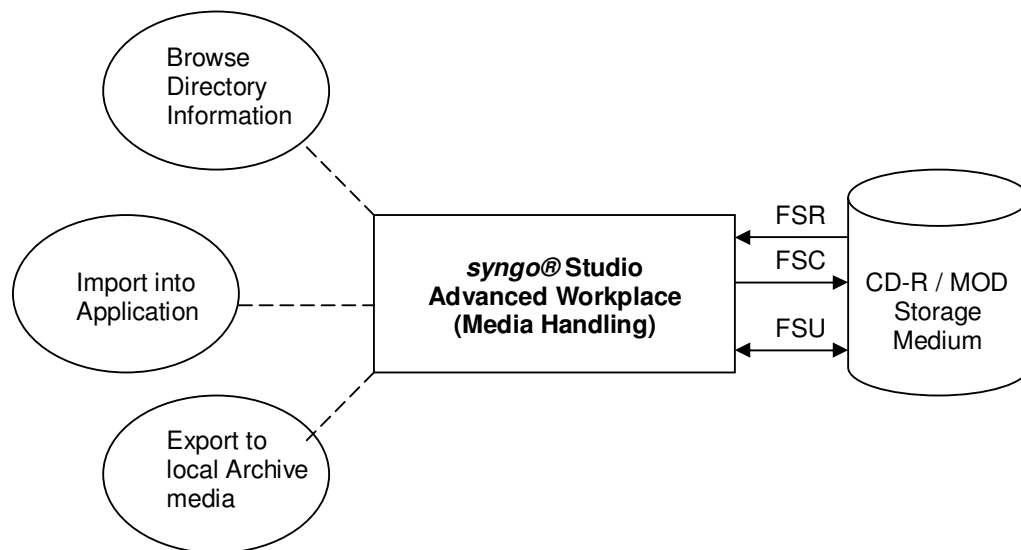 Browse
Directory
Information
Import into
Application
Export to
local Archive
media
syngo® Studio
Advanced Workplace
(Media Handling)
FSR
FSC
FSU
CD-R / MOD
Storage
Medium